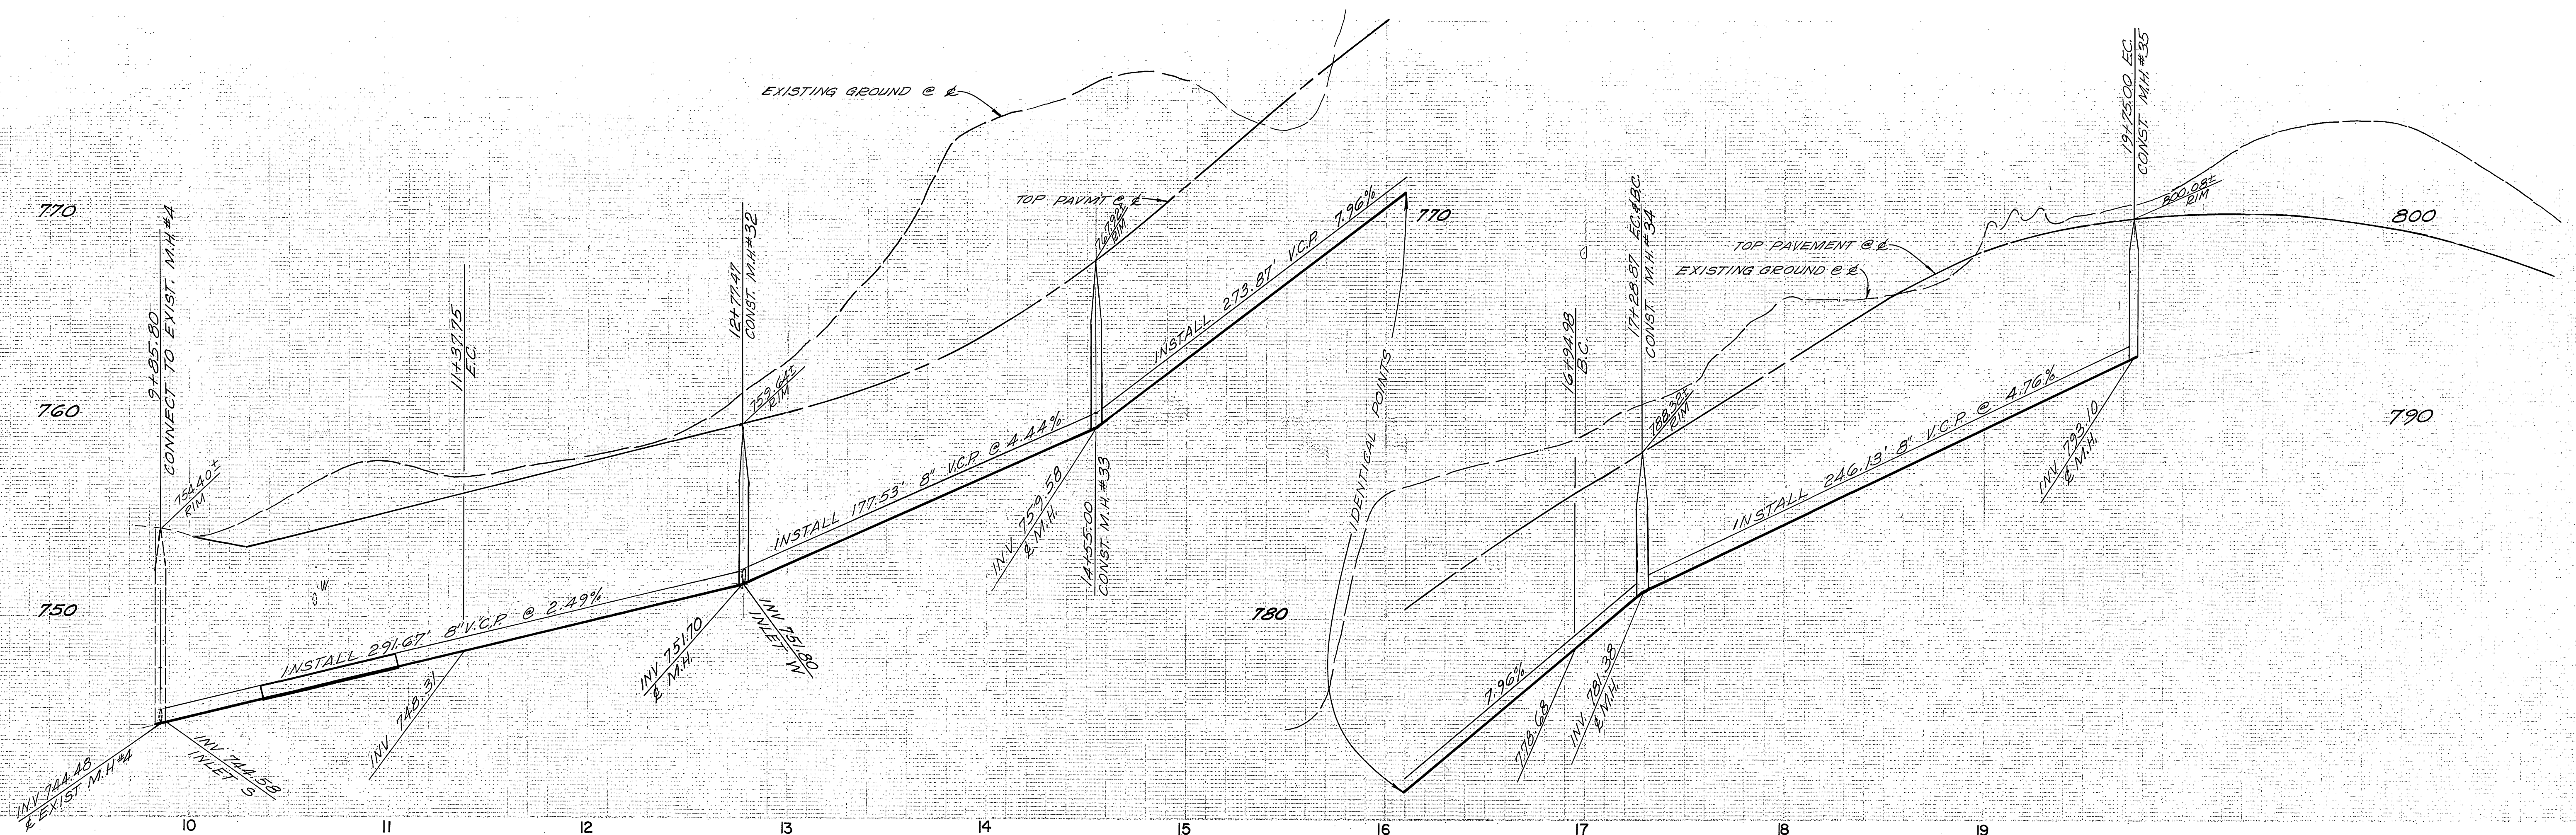 EXISTING GROUND @ ℄
TOP PAVMT @ ℄
770
760
750
9+85.80
CONNECT TO EXIST. M.H.#4
754.40±
RIM
11+37.75
E.C.
12+77.47
CONST. M.H.#32
759.64±
RIM
767.92±
RIM
INSTALL 291.67' 8" V.C.P. @ 2.49%
INSTALL 177.53' 8" V.C.P. @ 4.44%
INSTALL 273.87' V.C.P. 7.96%
W
INV 744.48
℄ EXIST M.H #4
INV 744.58
INLET S
INV 748.31
INV 751.70
℄ M.H.
INV 751.80
INLET W
INV 759.58
℄ M.H.
14+55.00
CONST. M.H. #33
770
IDENTICAL POINTS
780
16+94.98
B.C.
17+28.87 EC.&BC.
CONST. M.H. #34
788.32±
RIM
TOP PAVEMENT @ ℄
EXISTING GROUND @ ℄
19+75.00 EC
CONST. M.H. #35
800.08±
RIM
800
790
7.96%
INSTALL 246.13' 8" V.C.P. @ 4.76%
778.68
INV. 781.38
℄ M.H.
INV 793.10
℄ M.H.
10 11 12 13 14 15 16 17 18 19